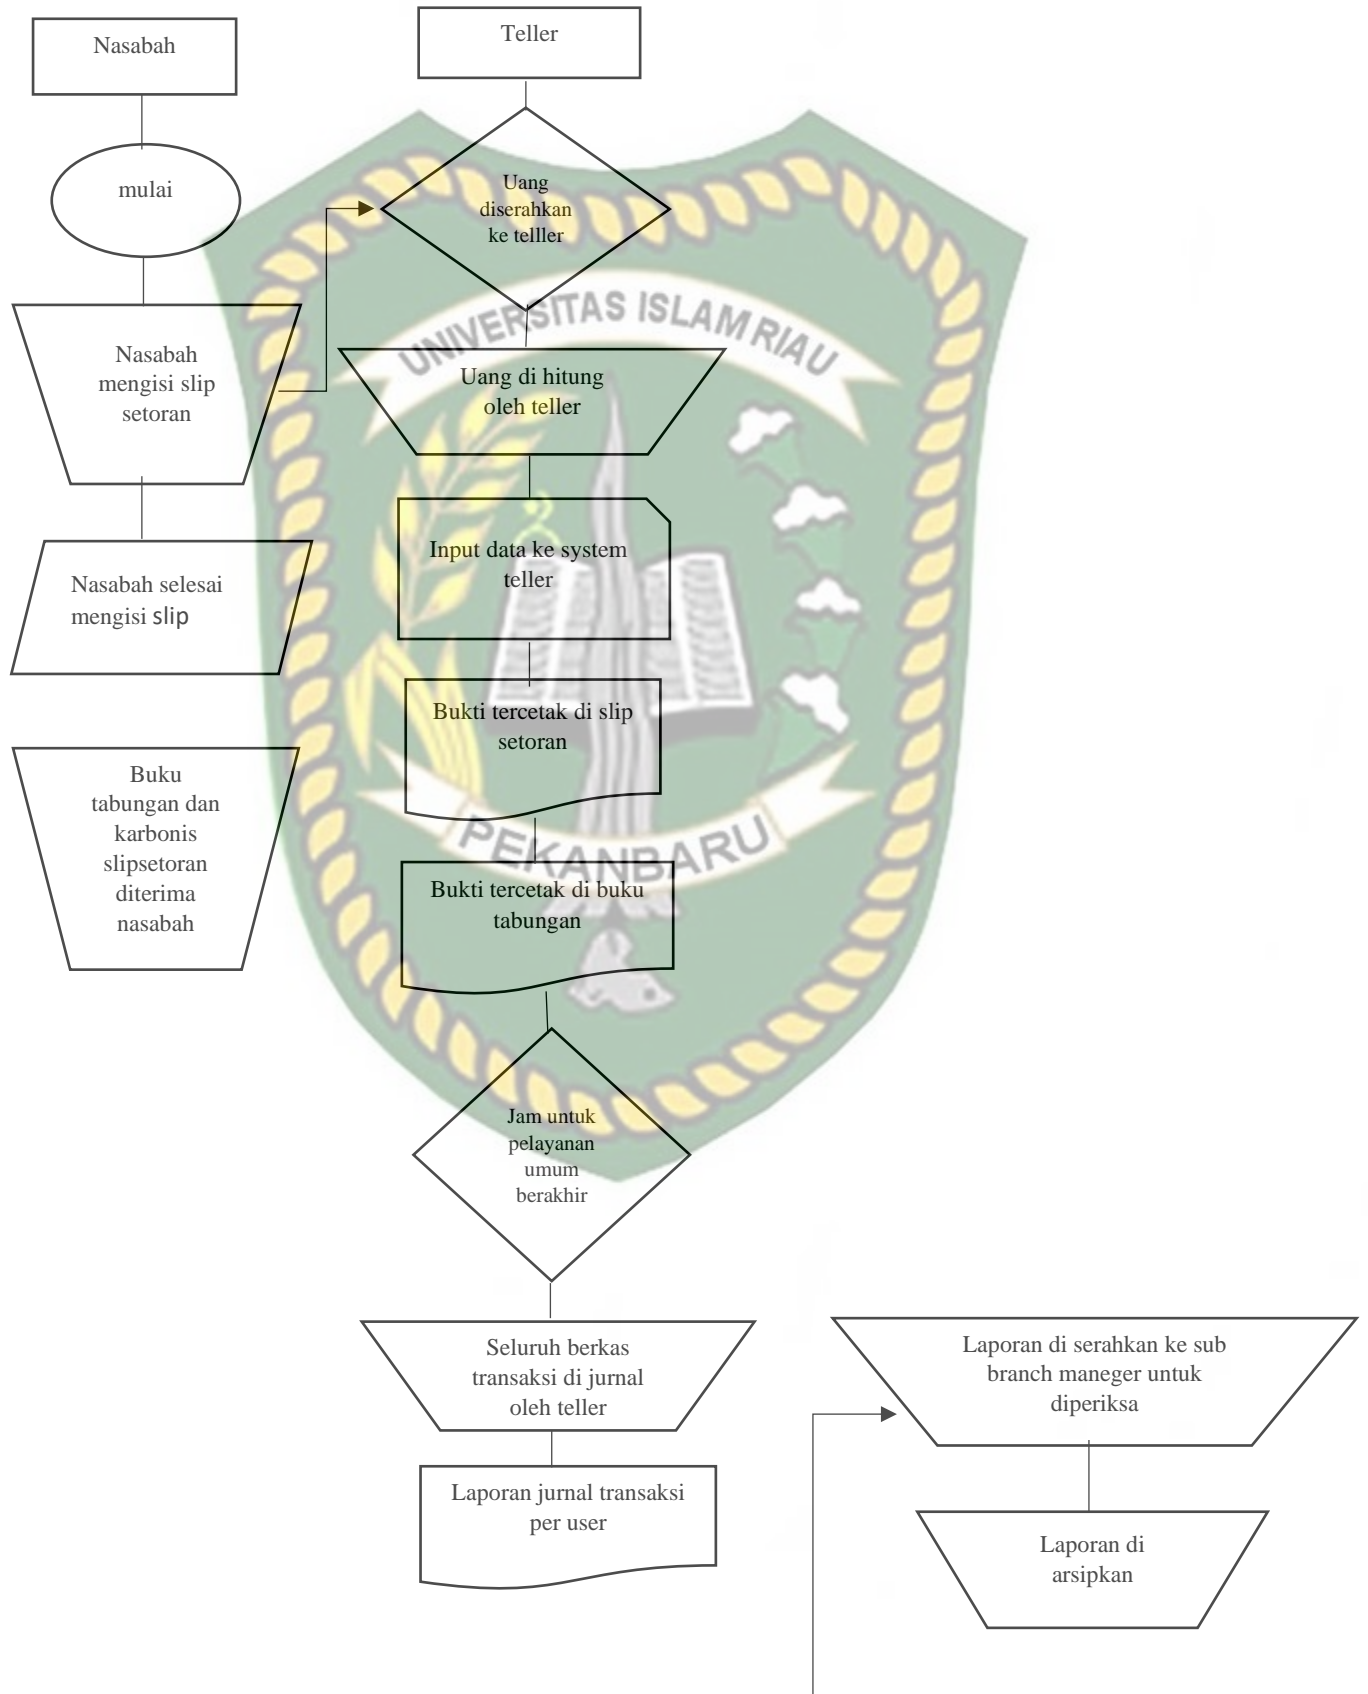 Nasabah
mulai
Nasabah
mengisi slip
setoran
Nasabah selesai
mengisi slip
Buku
tabungan dan
karbonis
slipsetoran
diterima
nasabah
Teller
Uang
diserahkan
ke telller
Uang di hitung
oleh teller
Input data ke system
teller
Bukti tercetak di slip
setoran
Bukti tercetak di buku
tabungan
Jam untuk
pelayanan
umum
berakhir
Seluruh berkas
transaksi di jurnal
oleh teller
Laporan jurnal transaksi
per user
Laporan di serahkan ke sub
branch maneger untuk
diperiksa
Laporan di
arsipkan
UNIVERSITAS ISLAM RIAU
PEKANBARU